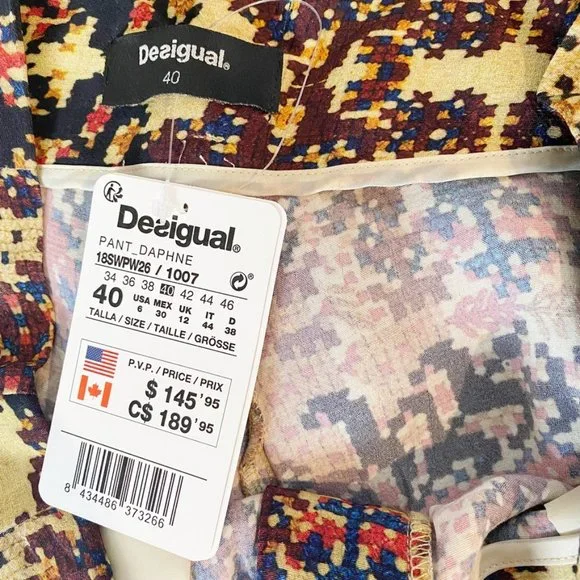 Desigual®
40
Desigual®
PANT_DAPHNE
18SWPW26 / 1007
34 36 38 40 42 44 46
40
USA MEX UK IT D
6 30 12 44 38
TALLA / SIZE / TAILLE / GRÖSSE
P.V.P. / PRICE / PRIX
$ 145'95
C$ 189'95
8 434486 373266